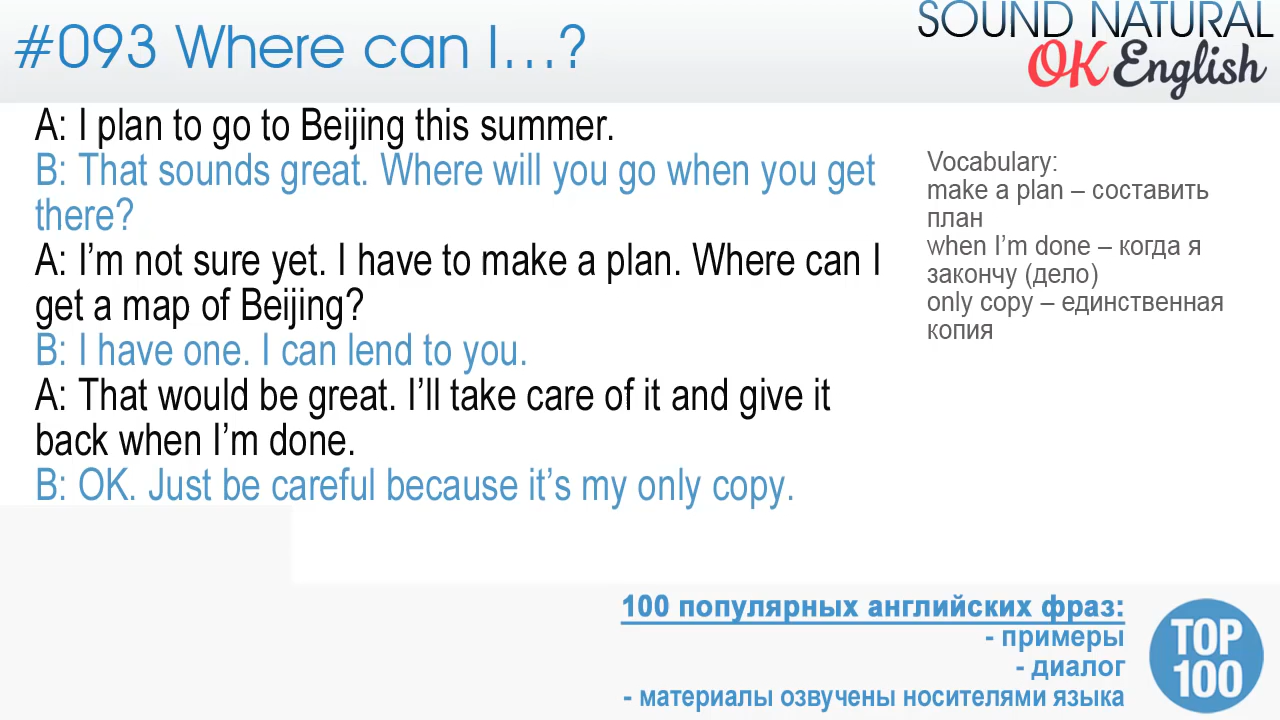 #093 Where can I...?
SOUND NATURAL
OK English
A: I plan to go to Beijing this summer.
B: That sounds great. Where will you go when you get
there?
A: I’m not sure yet. I have to make a plan. Where can I
get a map of Beijing?
B: I have one. I can lend to you.
A: That would be great. I’ll take care of it and give it
back when I’m done.
B: OK. Just be careful because it’s my only copy.
Vocabulary:
make a plan – составить
план
when I’m done – когда я
закончу (дело)
only copy – единственная
копия
100 популярных английских фраз:
- примеры
- диалог
- материалы озвучены носителями языка
TOP
100